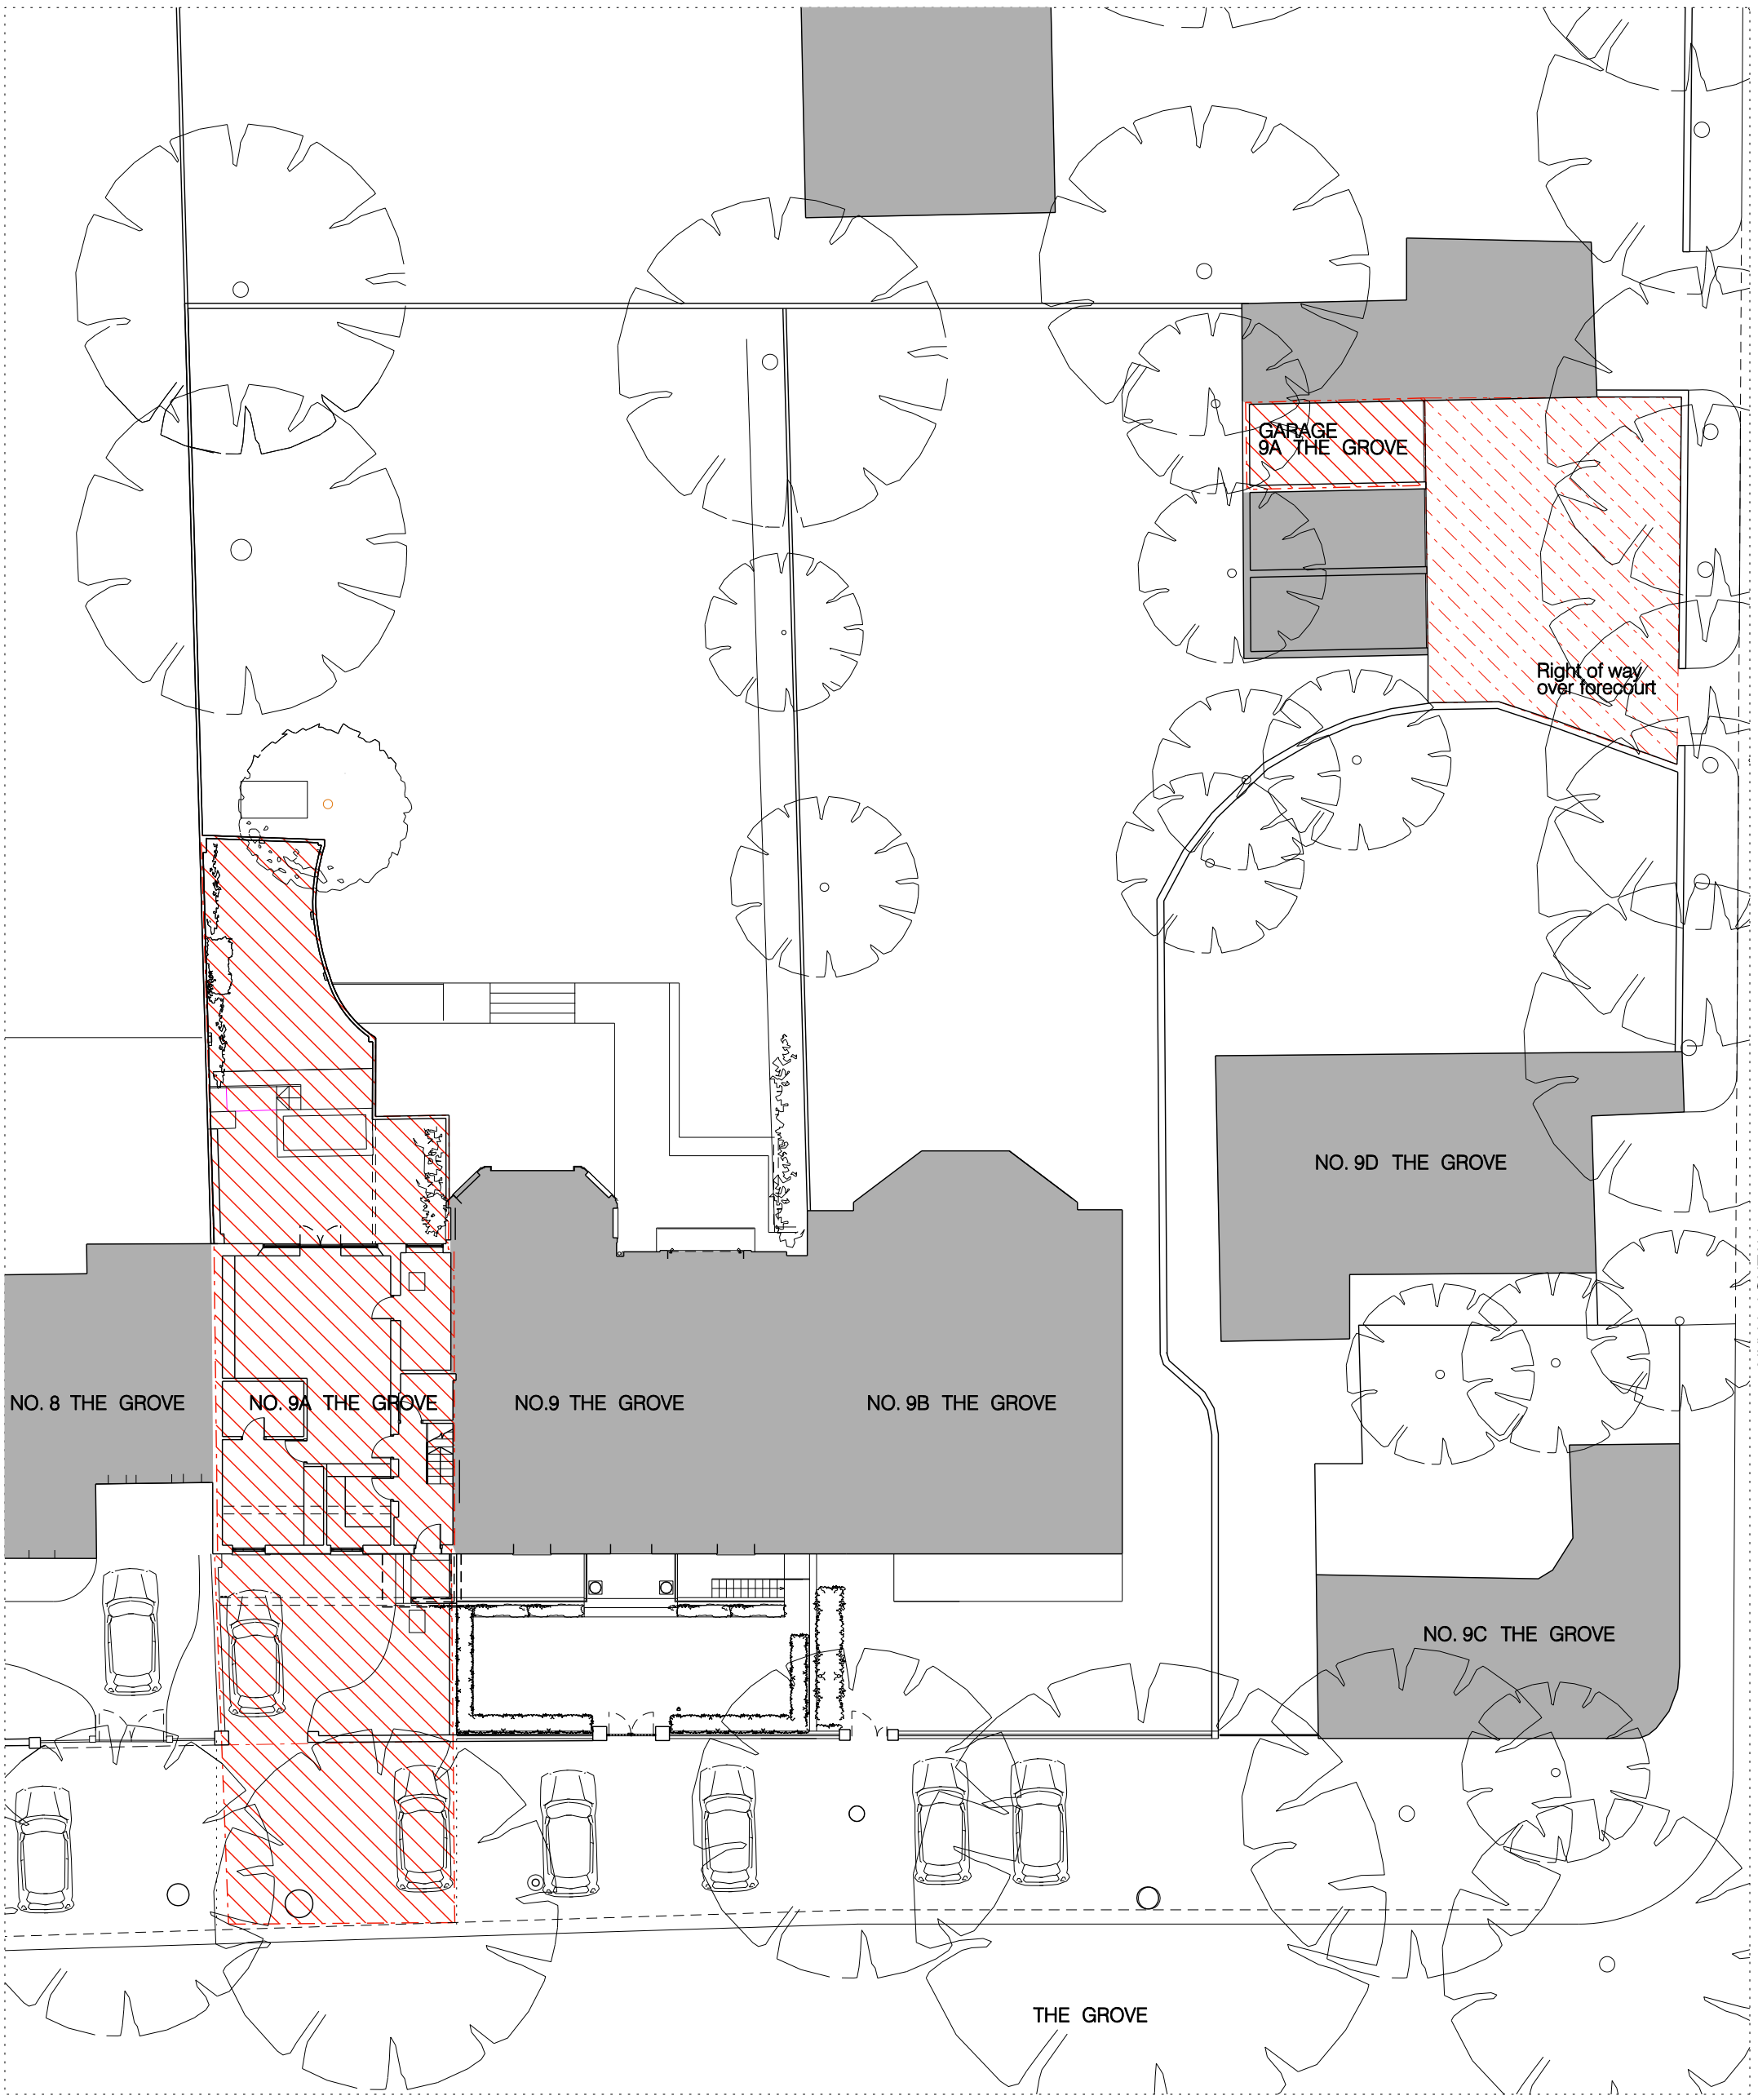 GARAGE
9A THE GROVE
Right of way
over forecourt
NO. 9D THE GROVE
NO. 8 THE GROVE
NO. 9A THE GROVE
NO.9 THE GROVE
NO. 9B THE GROVE
NO. 9C THE GROVE
THE GROVE